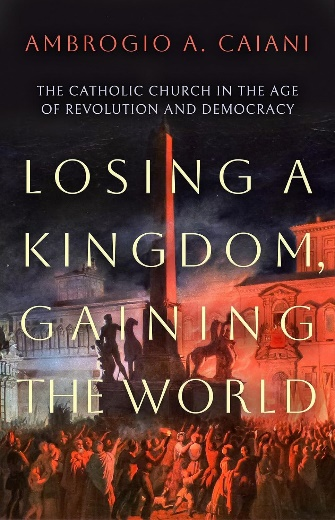 AMBROGIO A. CAIANI
THE CATHOLIC CHURCH IN THE AGE
OF REVOLUTION AND DEMOCRACY
LOSING A
KINGDOM,
GAINING
THE WORLD